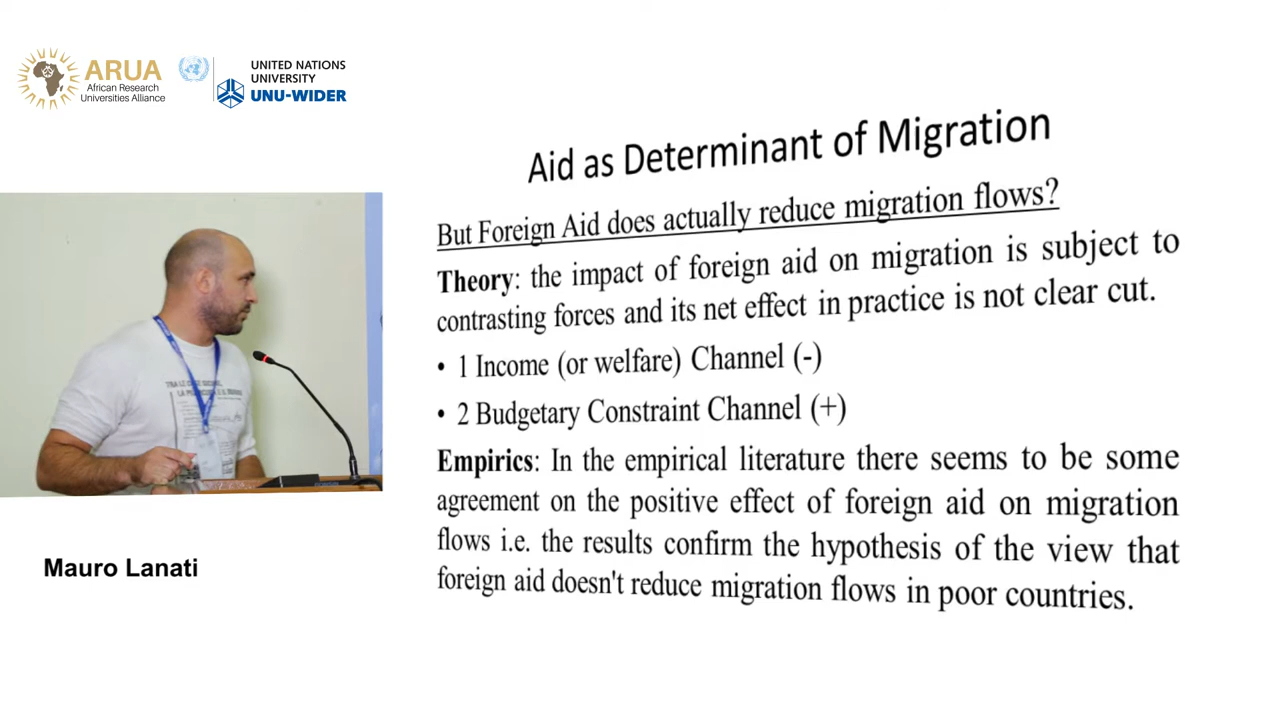 ARUA
African Research
Universities Alliance
UNITED NATIONS
UNIVERSITY
UNU-WIDER
Aid as Determinant of Migration
But Foreign Aid does actually reduce migration flows?
Theory: the impact of foreign aid on migration is subject to
contrasting forces and its net effect in practice is not clear cut.
• 1 Income (or welfare) Channel (-)
• 2 Budgetary Constraint Channel (+)
Empirics: In the empirical literature there seems to be some
agreement on the positive effect of foreign aid on migration
flows i.e. the results confirm the hypothesis of the view that
foreign aid doesn't reduce migration flows in poor countries.
Mauro Lanati